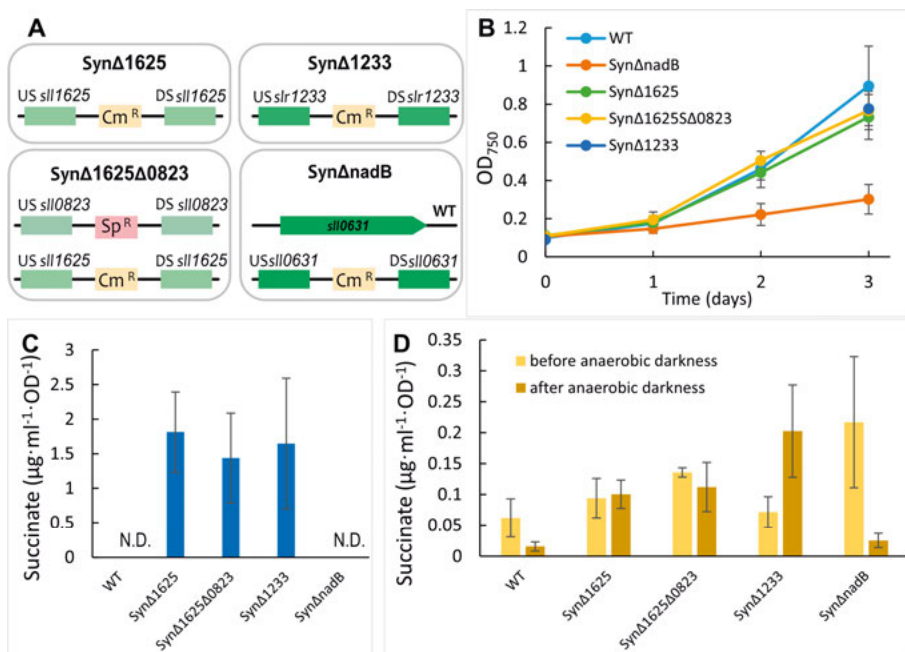 A
SynΔ1625
US sll1625
DS sll1625
Cm R
SynΔ1233
US slr1233
DS slr1233
Cm R
SynΔ1625Δ0823
US sll0823
DS sll0823
Sp R
US sll1625
DS sll1625
Cm R
SynΔnadB
WT
sll0631
US sll0631
DS sll0631
Cm R
B
OD750
1.2
1
0.8
0.6
0.4
0.2
0
0 1 2 3
Time (days)
WT
SynΔnadB
SynΔ1625
SynΔ1625SΔ0823
SynΔ1233
C
Succinate (µg·ml-1·OD-1)
3
2.5
2
1.5
1
0.5
0
N.D.
N.D.
WT
SynΔ1625
SynΔ1625Δ0823
SynΔ1233
SynΔnadB
D
Succinate (µg·ml-1·OD-1)
0.35
0.3
0.25
0.2
0.15
0.1
0.05
0
before anaerobic darkness
after anaerobic darkness
WT
SynΔ1625
SynΔ1625Δ0823
SynΔ1233
SynΔnadB